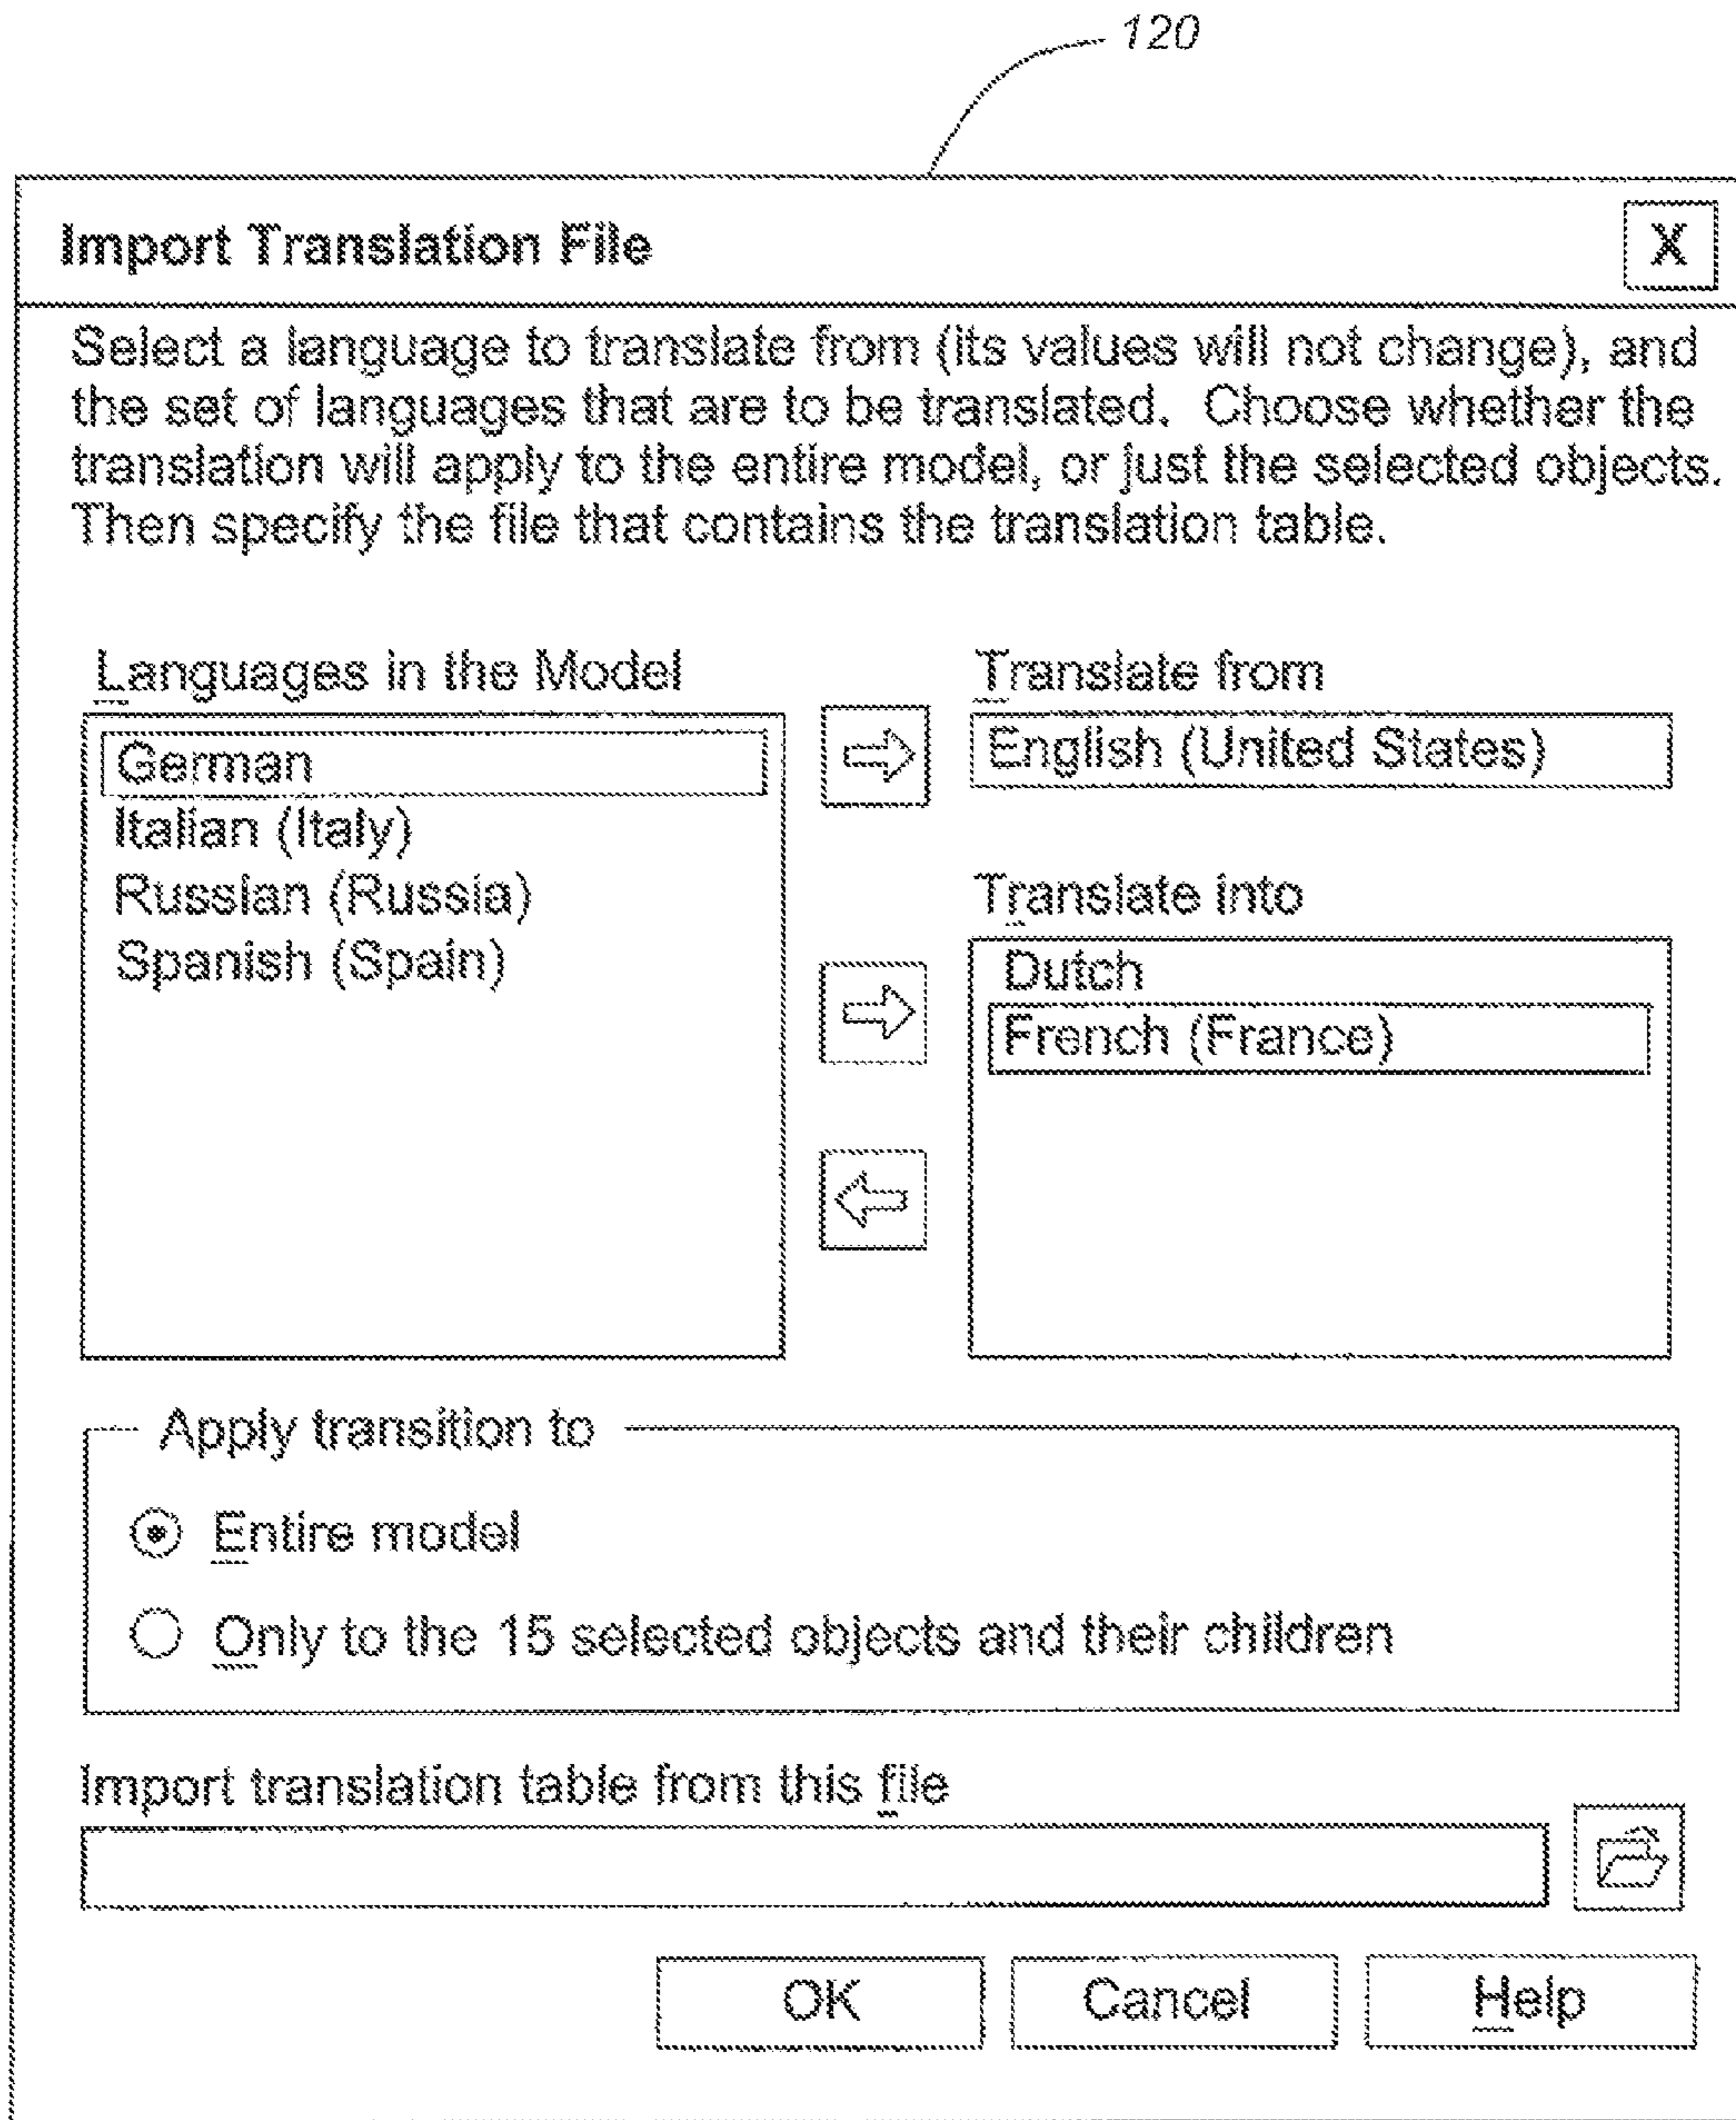 120
Import Translation File
X
Select a language to translate from (its values will not change), and
the set of languages that are to be translated. Choose whether the
translation will apply to the entire model, or just the selected objects.
Then specify the file that contains the translation table.
Languages in the Model
German
Italian (Italy)
Russian (Russia)
Spanish (Spain)
Translate from
English (United States)
Translate into
Dutch
French (France)
Apply transition to
Entire model
Only to the 15 selected objects and their children
Import translation table from this file
OK
Cancel
Help